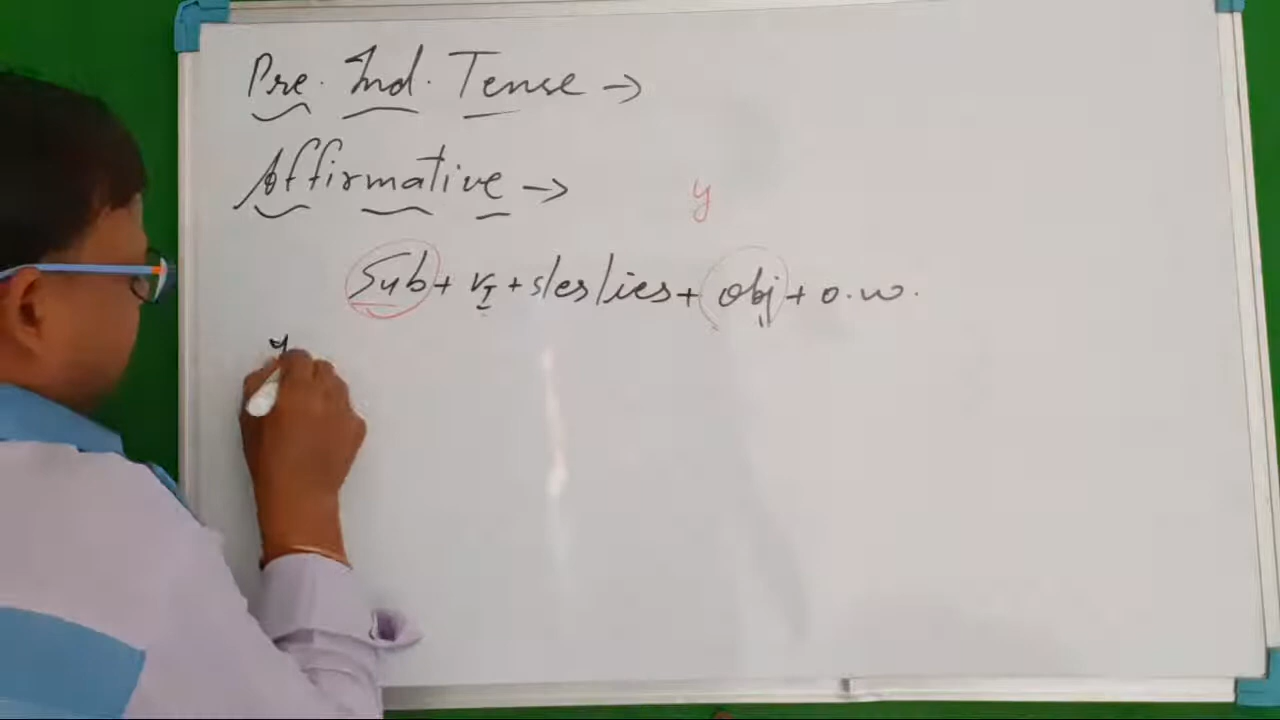 Pre. Ind. Tense →
Affirmative →
y
Sub + V₁ + s/es/ies + obj + o.w.